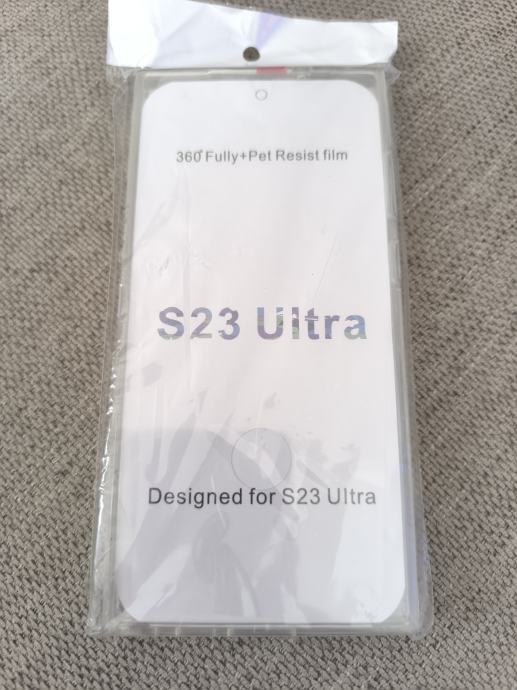 360°Fully+Pet Resist film
S23 Ultra
Designed for S23 Ultra